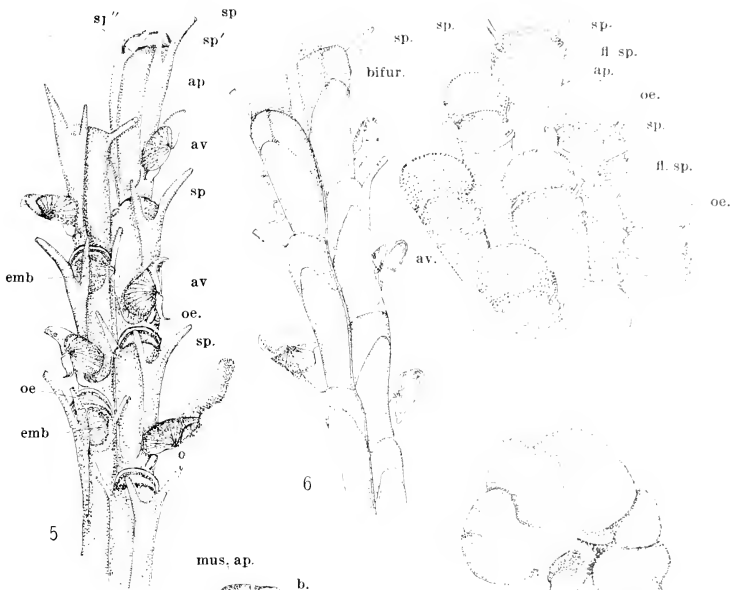 sp"
sp
sp'
ap
av
sp
emb
av
oe.
sp.
oe
emb
o
5
sp.
sp.
bifur.
av.
6
sp.
fl sp.
ap.
oe.
sp.
fl. sp.
oe.
mus. ap.
b.